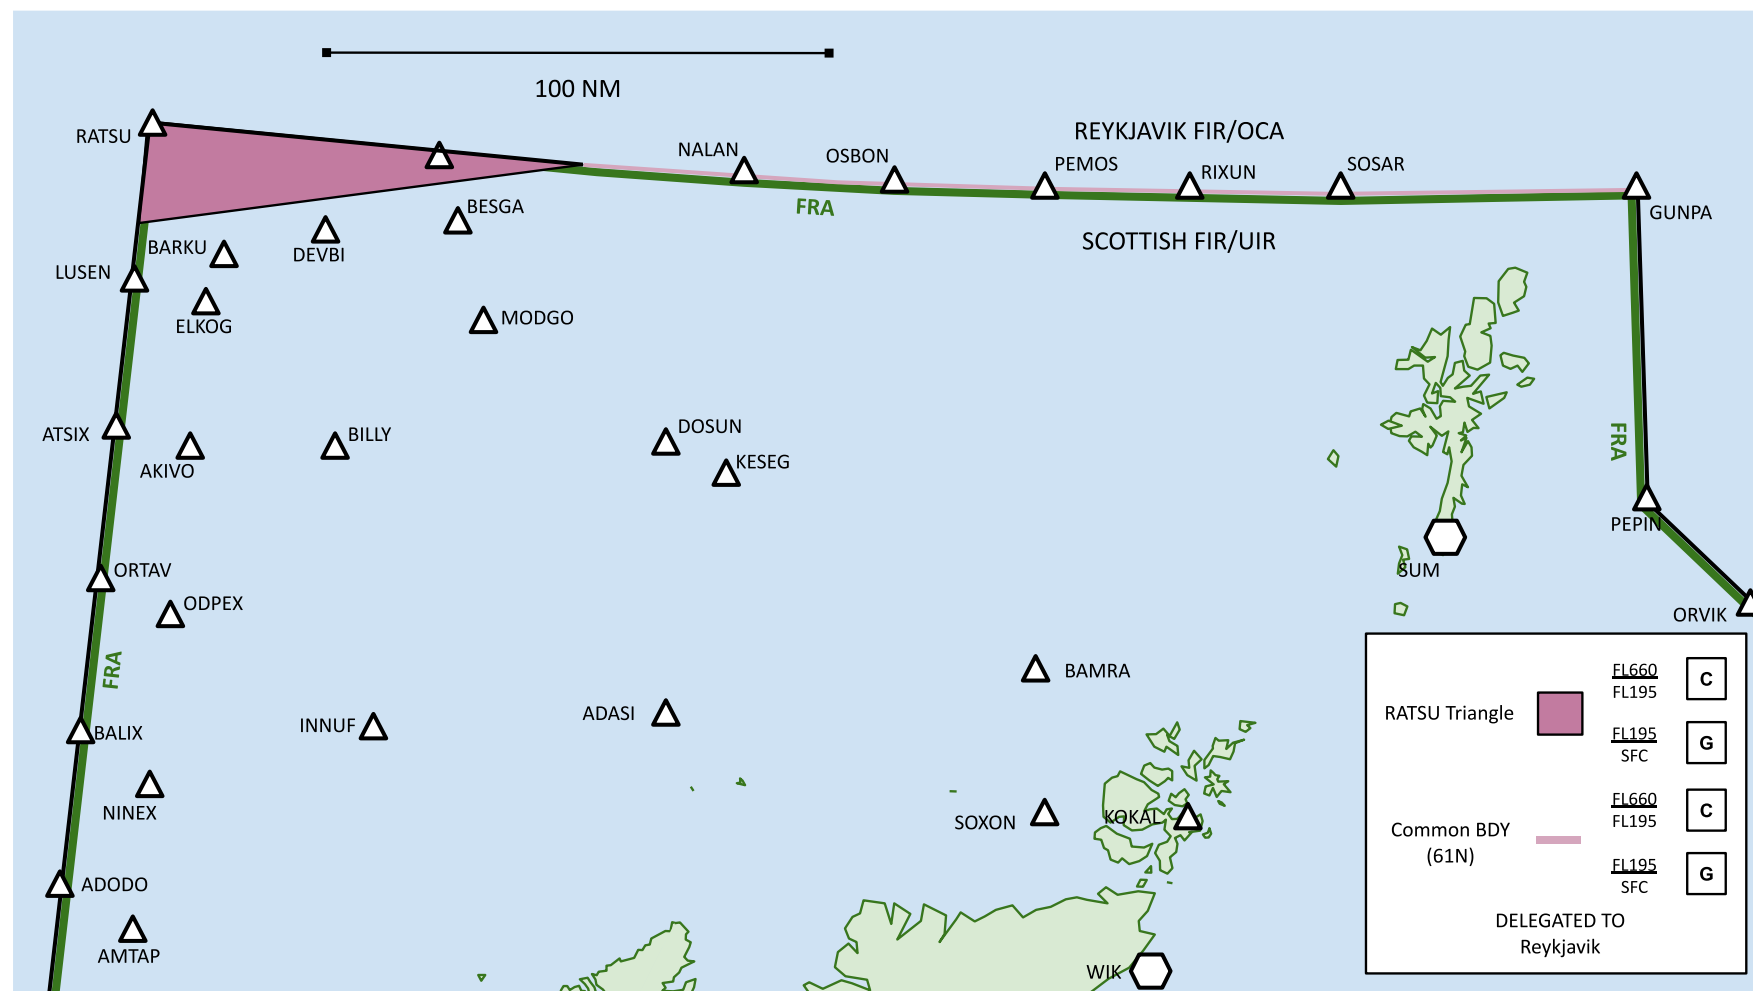 100 NM
RATSU
REYKJAVIK FIR/OCA
NALAN
OSBON
PEMOS
RIXUN
SOSAR
GUNPA
BESGA
FRA
SCOTTISH FIR/UIR
BARKU
DEVBI
LUSEN
ELKOG
MODGO
ATSIX
AKIVO
BILLY
DOSUN
KESEG
FRA
PEPIN
ORTAV
ODPEX
SUM
ORVIK
FRA
BAMRA
BALIX
INNUF
ADASI
NINEX
SOXON
KOKAL
ADODO
AMTAP
WIK
RATSU Triangle
FL660
FL195
C
FL195
SFC
G
Common BDY
(61N)
FL660
FL195
C
FL195
SFC
G
DELEGATED TO
Reykjavik